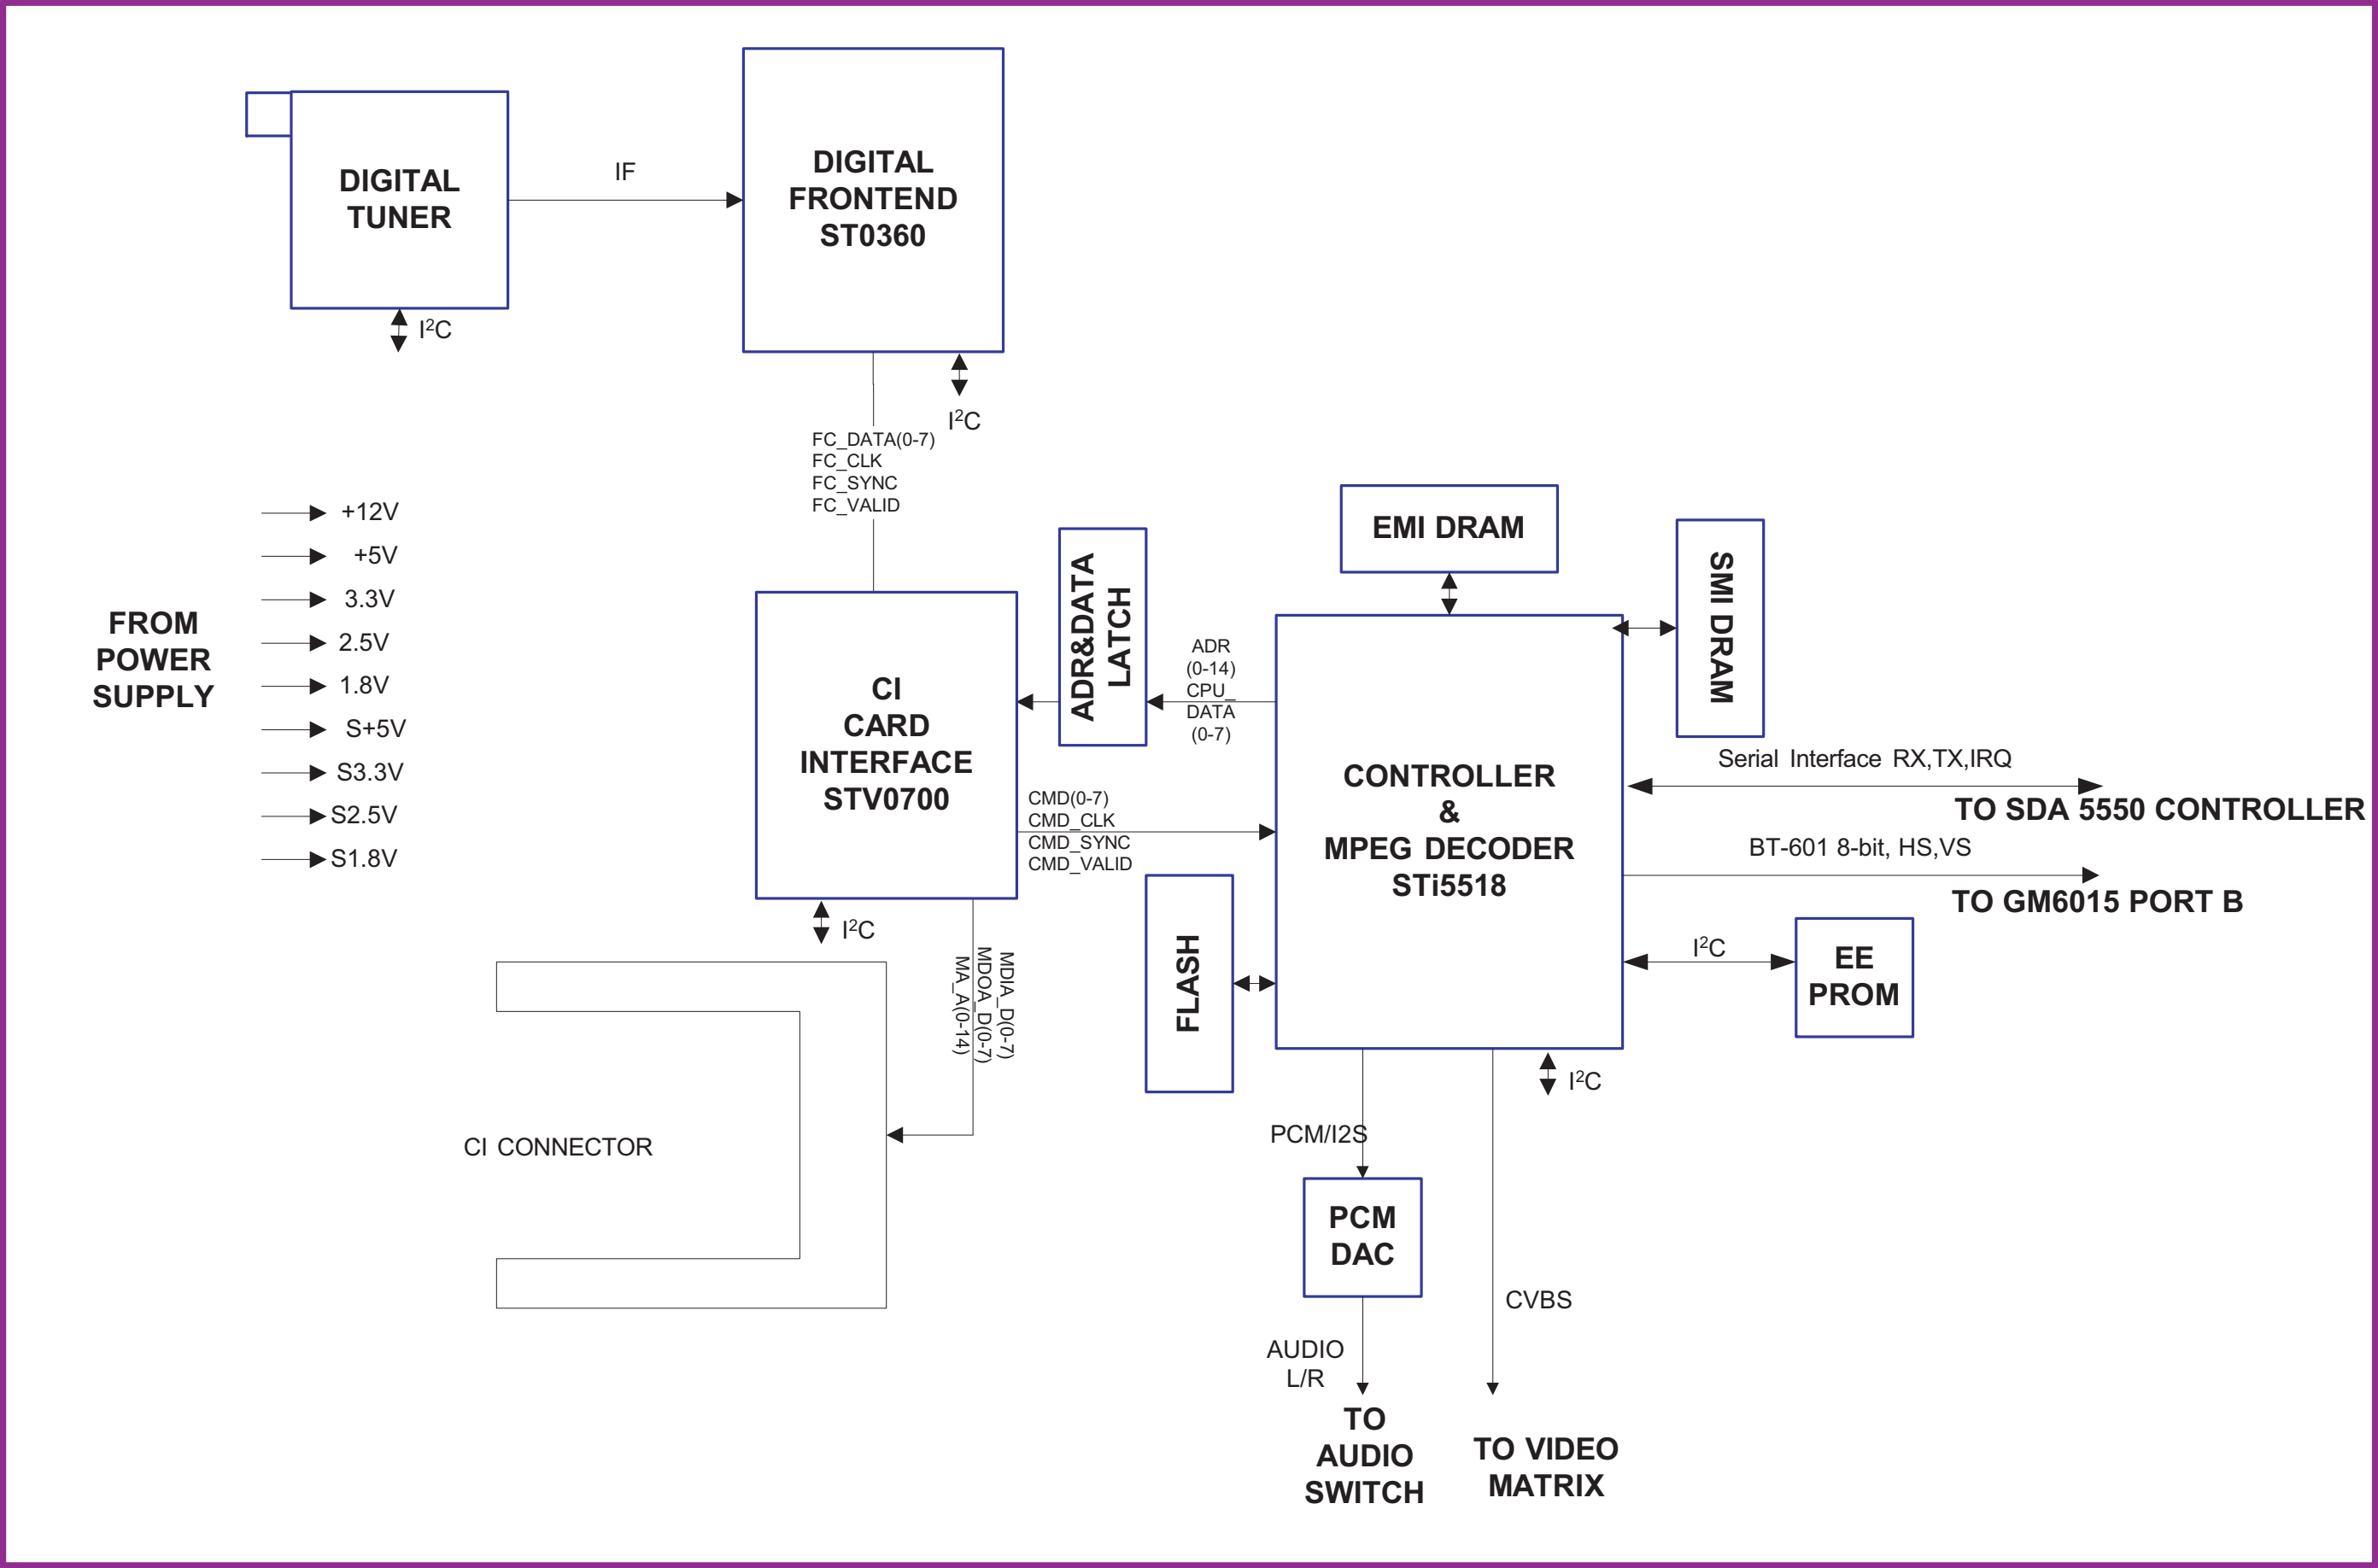 DIGITAL
TUNER
IF
DIGITAL
FRONTEND
ST0360
I²C
I²C
FC_DATA(0-7)
FC_CLK
FC_SYNC
FC_VALID
FROM
POWER
SUPPLY
+12V
+5V
3.3V
2.5V
1.8V
S+5V
S3.3V
S2.5V
S1.8V
CI
CARD
INTERFACE
STV0700
ADR&DATA
LATCH
ADR
(0-14)
CPU_
DATA
(0-7)
EMI DRAM
SMI DRAM
CONTROLLER
&
MPEG DECODER
STi5518
CMD(0-7)
CMD_CLK
CMD_SYNC
CMD_VALID
Serial Interface RX,TX,IRQ
TO SDA 5550 CONTROLLER
BT-601 8-bit, HS,VS
TO GM6015 PORT B
I²C
EE
PROM
FLASH
I²C
MDIA_D(0-7)
MDOA_D(0-7)
MA_A(0-14)
CI CONNECTOR
I²C
PCM/I2S
PCM
DAC
CVBS
AUDIO
L/R
TO
AUDIO
SWITCH
TO VIDEO
MATRIX